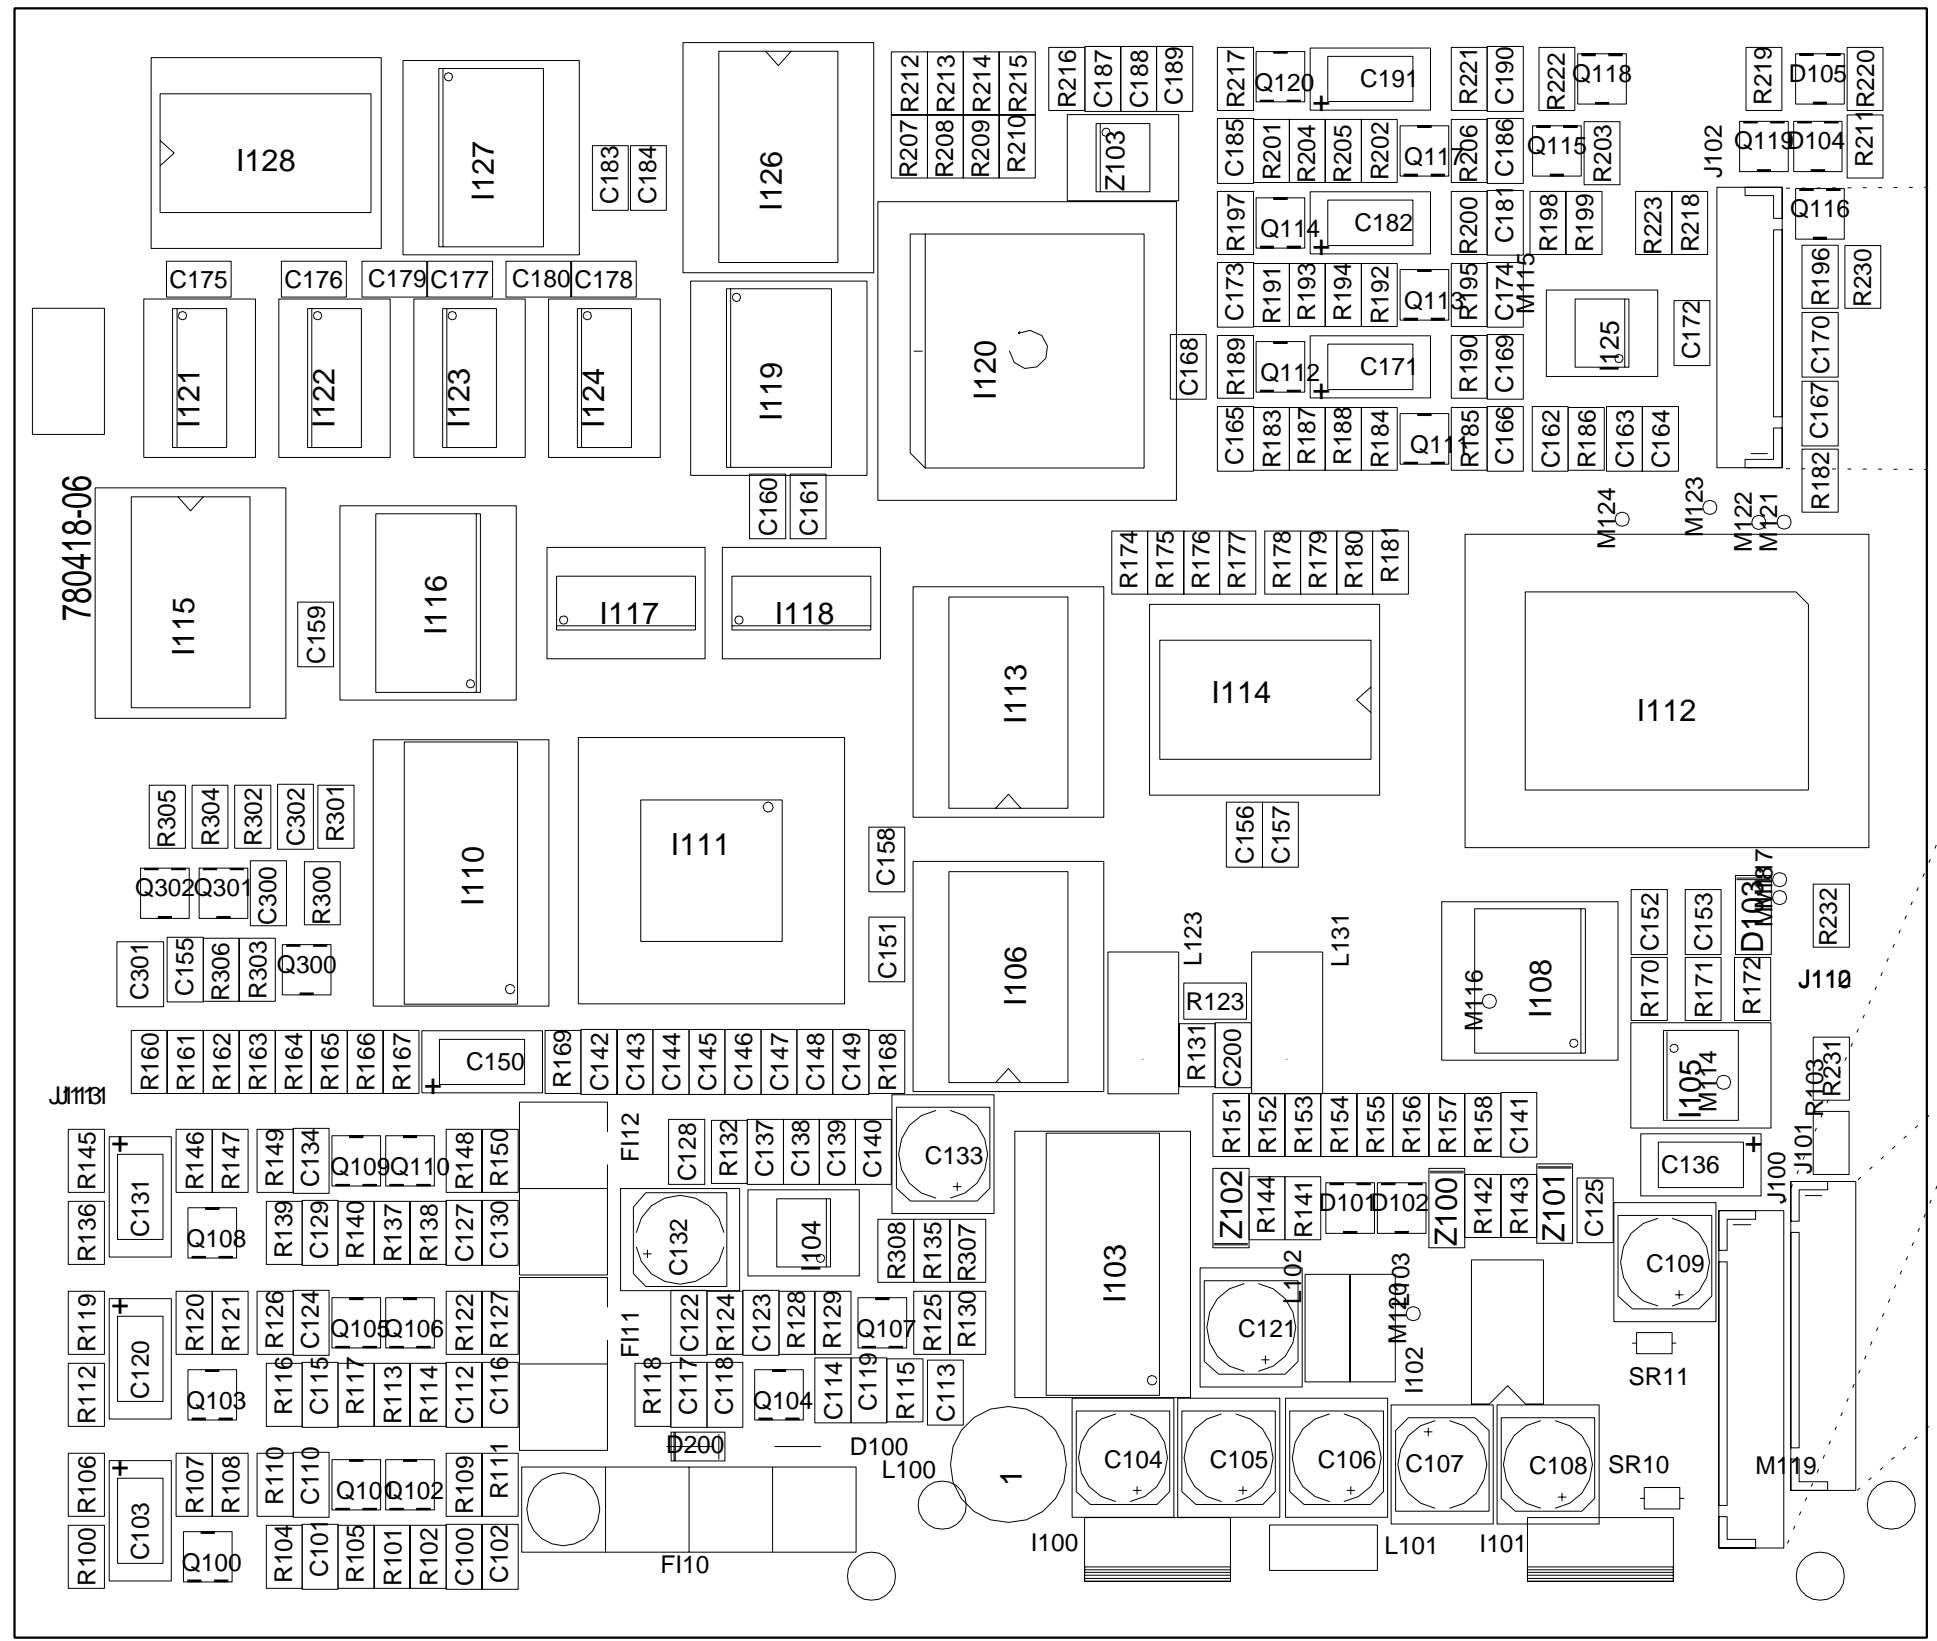 R212 R213 R214 R215 R216 C187 C188 C189 R217 Q120 C191 R221 C190 R222 Q118 R219 D105 R220
I128 I127 C183 C184 I126 R207 R208 R209 R210 Z103 C185 R201 R204 R205 R202 Q117 R206 C186 Q115 R203 J102 Q119 D104 R211
R197 Q114 C182 R200 C181 R198 R199 R223 R218 Q116
C175 C176 C179 C177 C180 C178 C173 R191 R193 R194 R192 Q113 R195 C174 M115 R196 R230
I121 I122 I123 I124 I119 I120 C168 R189 Q112 C171 R190 C169 I125 C172 C170
C165 R183 R187 R188 R184 Q111 R185 C166 C162 R186 C163 C164 C167
C160 C161 R182
7804418-06 M124 M123 M122 M121
I115 C159 I116 I117 I118 R174 R175 R176 R177 R178 R179 R180 R181
I113 I114 I112
R305 R304 R302 C302 R301 I110 I111 C158 C156 C157
Q302 Q301 C300 R300 C152 C153 D103 R232
C301 C155 R306 R303 Q300 C151 I106 L123 L131 M116 I108 R170 R171 R172
R123 R131 C200
R160 R161 R162 R163 R164 R165 R166 R167 C150 R169 C142 C143 C144 C145 C146 C147 C148 C149 R168 I105 M114 R231 R103
R145 C131 R146 R147 R149 C134 Q109 Q110 R148 R150 FI12 C128 R132 C137 C138 C139 C140 C133 R151 R152 R153 R154 R155 R156 R157 R158 C141 C136 J101 J100
R136 Q108 R139 C129 R140 R137 R138 C127 C130 C132 I104 R308 R135 R307 I103 Z102 R144 R141 D101 D102 Z100 R142 R143 Z101 C125 C109
R119 C120 R120 R121 R126 C124 Q105 Q106 R122 R127 FI11 C122 R124 C123 R128 R129 Q107 R125 R130 C121 L102 L103 M120
R112 Q103 R116 C115 R117 R113 R114 C112 C116 R118 C117 C118 Q104 C114 C119 R115 C113 I102 SR11
D200 D100
R106 C103 R107 R108 R110 C110 Q101 Q102 R109 R111 L100 1 C104 C105 C106 C107 C108 SR10 M119
R100 Q100 R104 C101 R105 R101 R102 C100 C102 FI10 I100 L101 I101